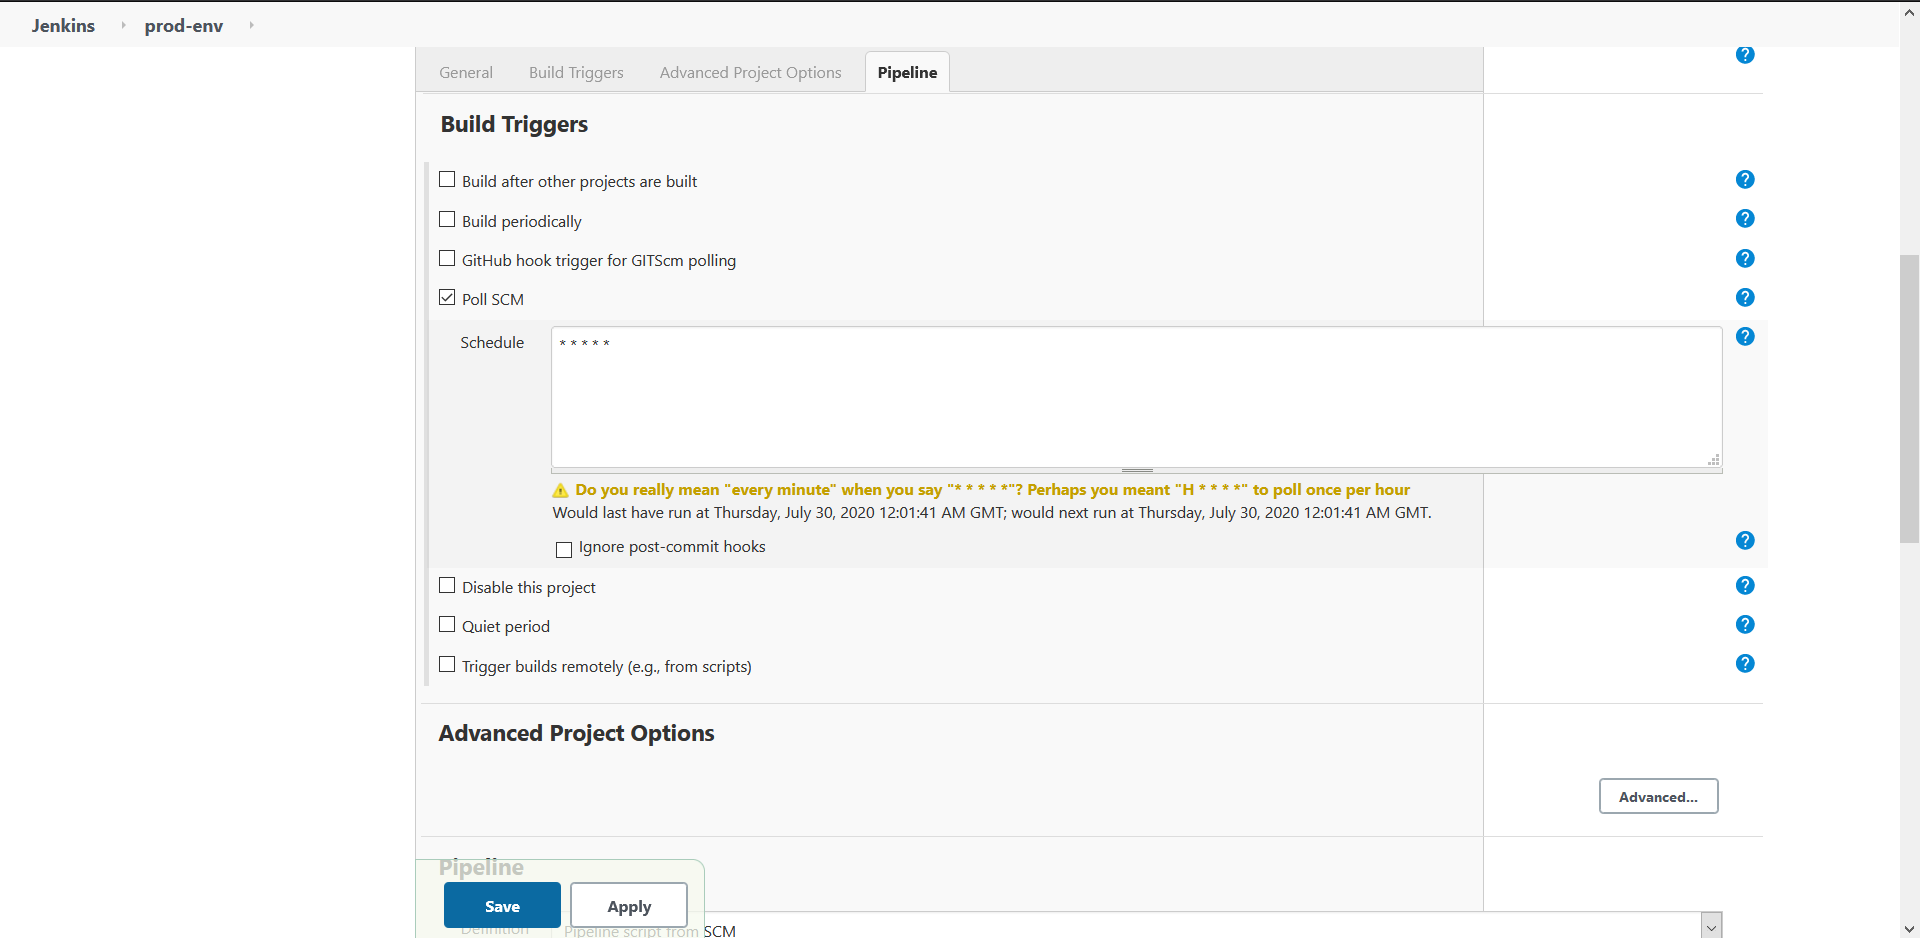 Jenkins prod-env
General Build Triggers Advanced Project Options Pipeline
Build Triggers
Build after other projects are built
Build periodically
GitHub hook trigger for GITScm polling
Poll SCM
Schedule * * * * *
Do you really mean "every minute" when you say "* * * * *"? Perhaps you meant "H * * * *" to poll once per hour
Would last have run at Thursday, July 30, 2020 12:01:41 AM GMT; would next run at Thursday, July 30, 2020 12:01:41 AM GMT.
Ignore post-commit hooks
Disable this project
Quiet period
Trigger builds remotely (e.g., from scripts)
Advanced Project Options
Advanced...
Pipeline
Save Apply
Definition Pipeline script from SCM